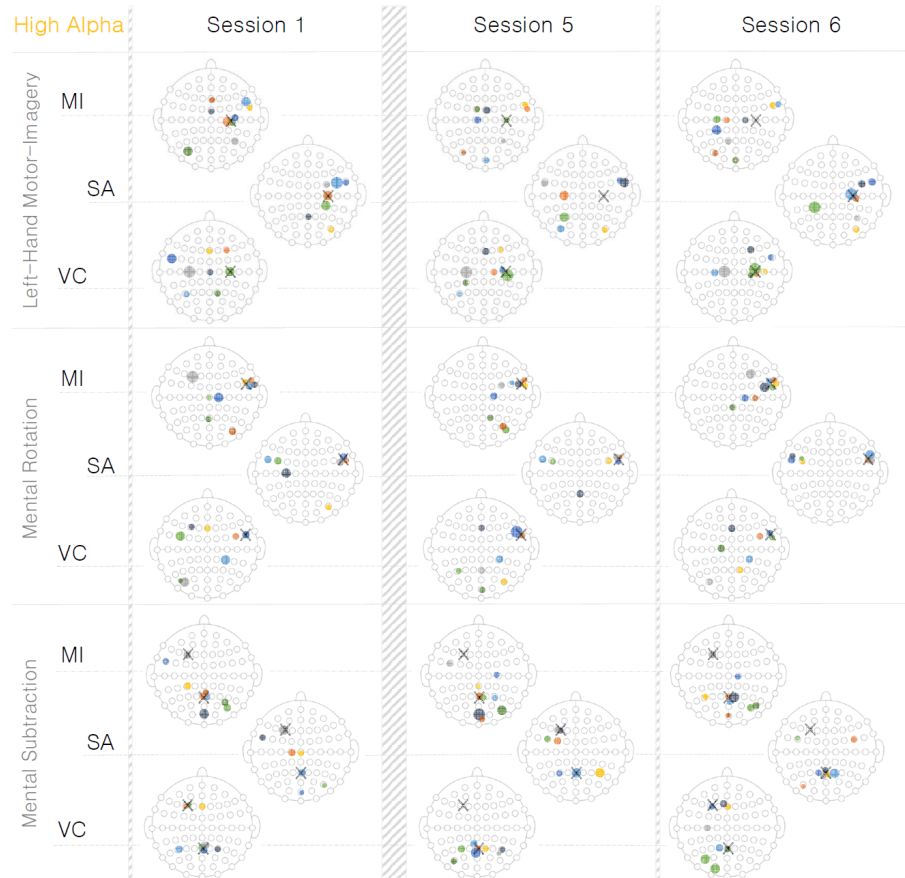 High Alpha Session 1 Session 5 Session 6
Left-Hand Motor-Imagery
MI
SA
VC
Mental Rotation
MI
SA
VC
Mental Subtraction
MI
SA
VC